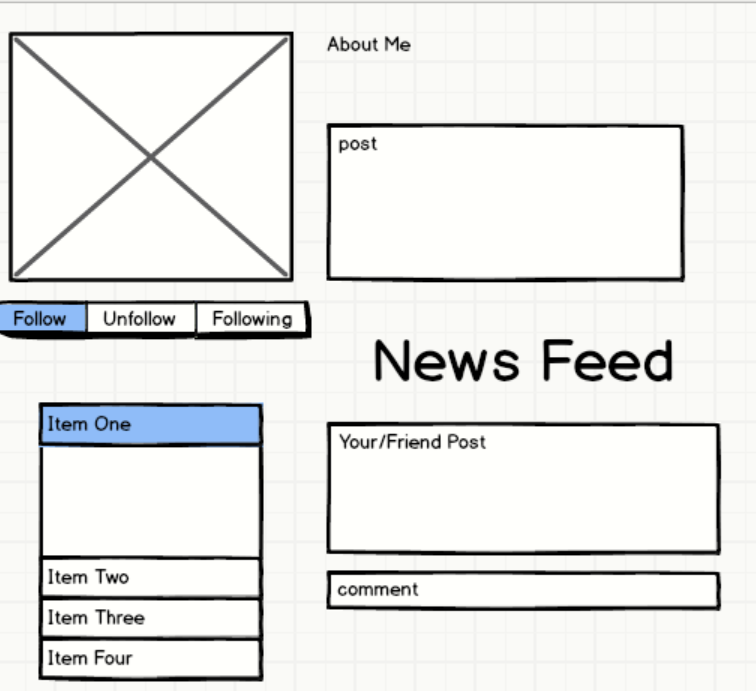 About Me
post
Follow
Unfollow
Following
News Feed
Item One
Item Two
Item Three
Item Four
Your/Friend Post
comment